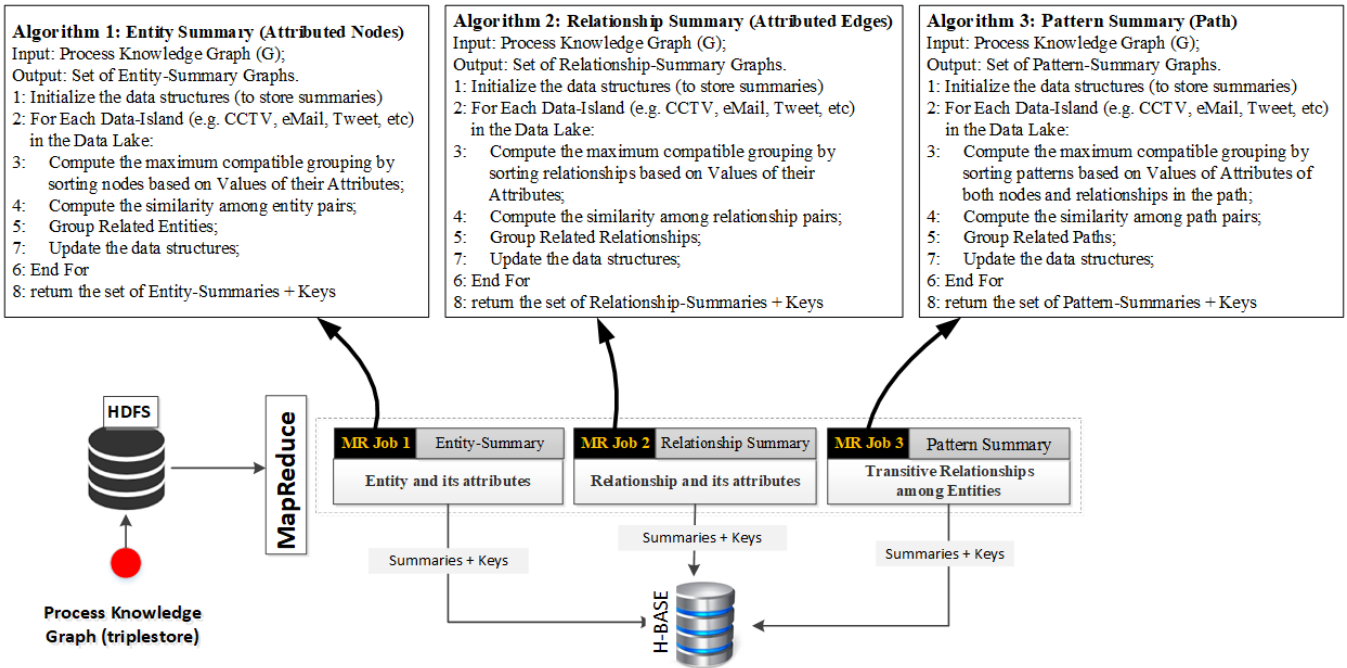 Algorithm 1: Entity Summary (Attributed Nodes)
Input: Process Knowledge Graph (G);
Output: Set of Entity-Summary Graphs.
1: Initialize the data structures (to store summaries)
2: For Each Data-Island (e.g. CCTV, eMail, Tweet, etc)
in the Data Lake:
3: Compute the maximum compatible grouping by
sorting nodes based on Values of their Attributes;
4: Compute the similarity among entity pairs;
5: Group Related Entities;
7: Update the data structures;
6: End For
8: return the set of Entity-Summaries + Keys
Algorithm 2: Relationship Summary (Attributed Edges)
Input: Process Knowledge Graph (G);
Output: Set of Relationship-Summary Graphs.
1: Initialize the data structures (to store summaries)
2: For Each Data-Island (e.g. CCTV, eMail, Tweet, etc)
in the Data Lake:
3: Compute the maximum compatible grouping by
sorting relationships based on Values of their
Attributes;
4: Compute the similarity among relationship pairs;
5: Group Related Relationships;
7: Update the data structures;
6: End For
8: return the set of Relationship-Summaries + Keys
Algorithm 3: Pattern Summary (Path)
Input: Process Knowledge Graph (G);
Output: Set of Pattern-Summary Graphs.
1: Initialize the data structures (to store summaries)
2: For Each Data-Island (e.g. CCTV, eMail, Tweet, etc)
in the Data Lake:
3: Compute the maximum compatible grouping by
sorting patterns based on Values of Attributes of
both nodes and relationships in the path;
4: Compute the similarity among path pairs;
5: Group Related Paths;
7: Update the data structures;
6: End For
8: return the set of Pattern-Summaries + Keys
HDFS
MapReduce
MR Job 1 Entity-Summary
Entity and its attributes
MR Job 2 Relationship Summary
Relationship and its attributes
MR Job 3 Pattern Summary
Transitive Relationships
among Entities
Summaries + Keys
Summaries + Keys
Summaries + Keys
Process Knowledge
Graph (triplestore)
H-BASE